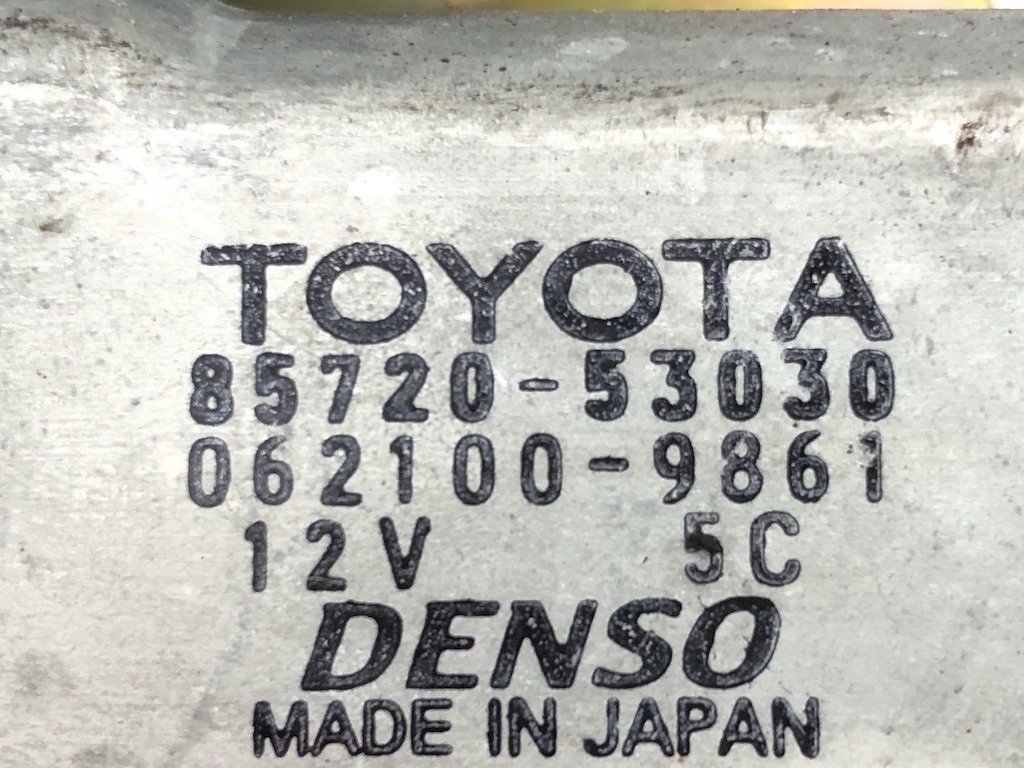 TOYOTA
85720-53030
062100-9861
12V 5C
DENSO
MADE IN JAPAN